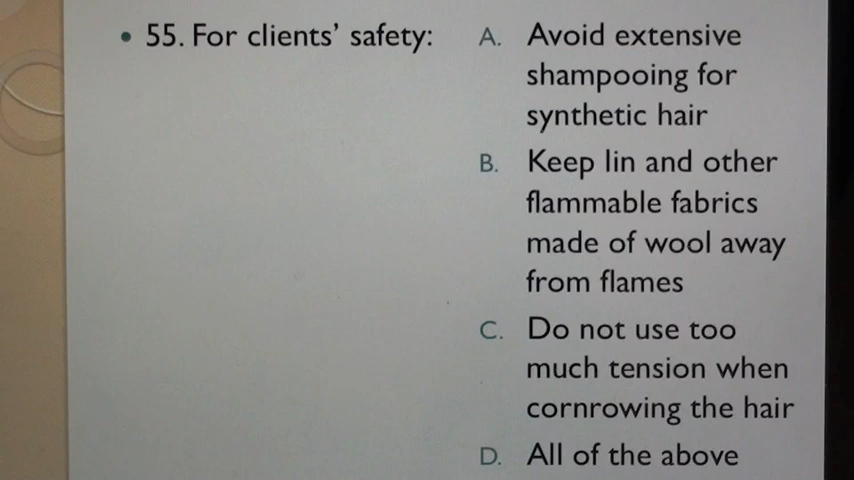 • 55. For clients’ safety:
A. Avoid extensive
shampooing for
synthetic hair
B. Keep lin and other
flammable fabrics
made of wool away
from flames
C. Do not use too
much tension when
cornrowing the hair
D. All of the above